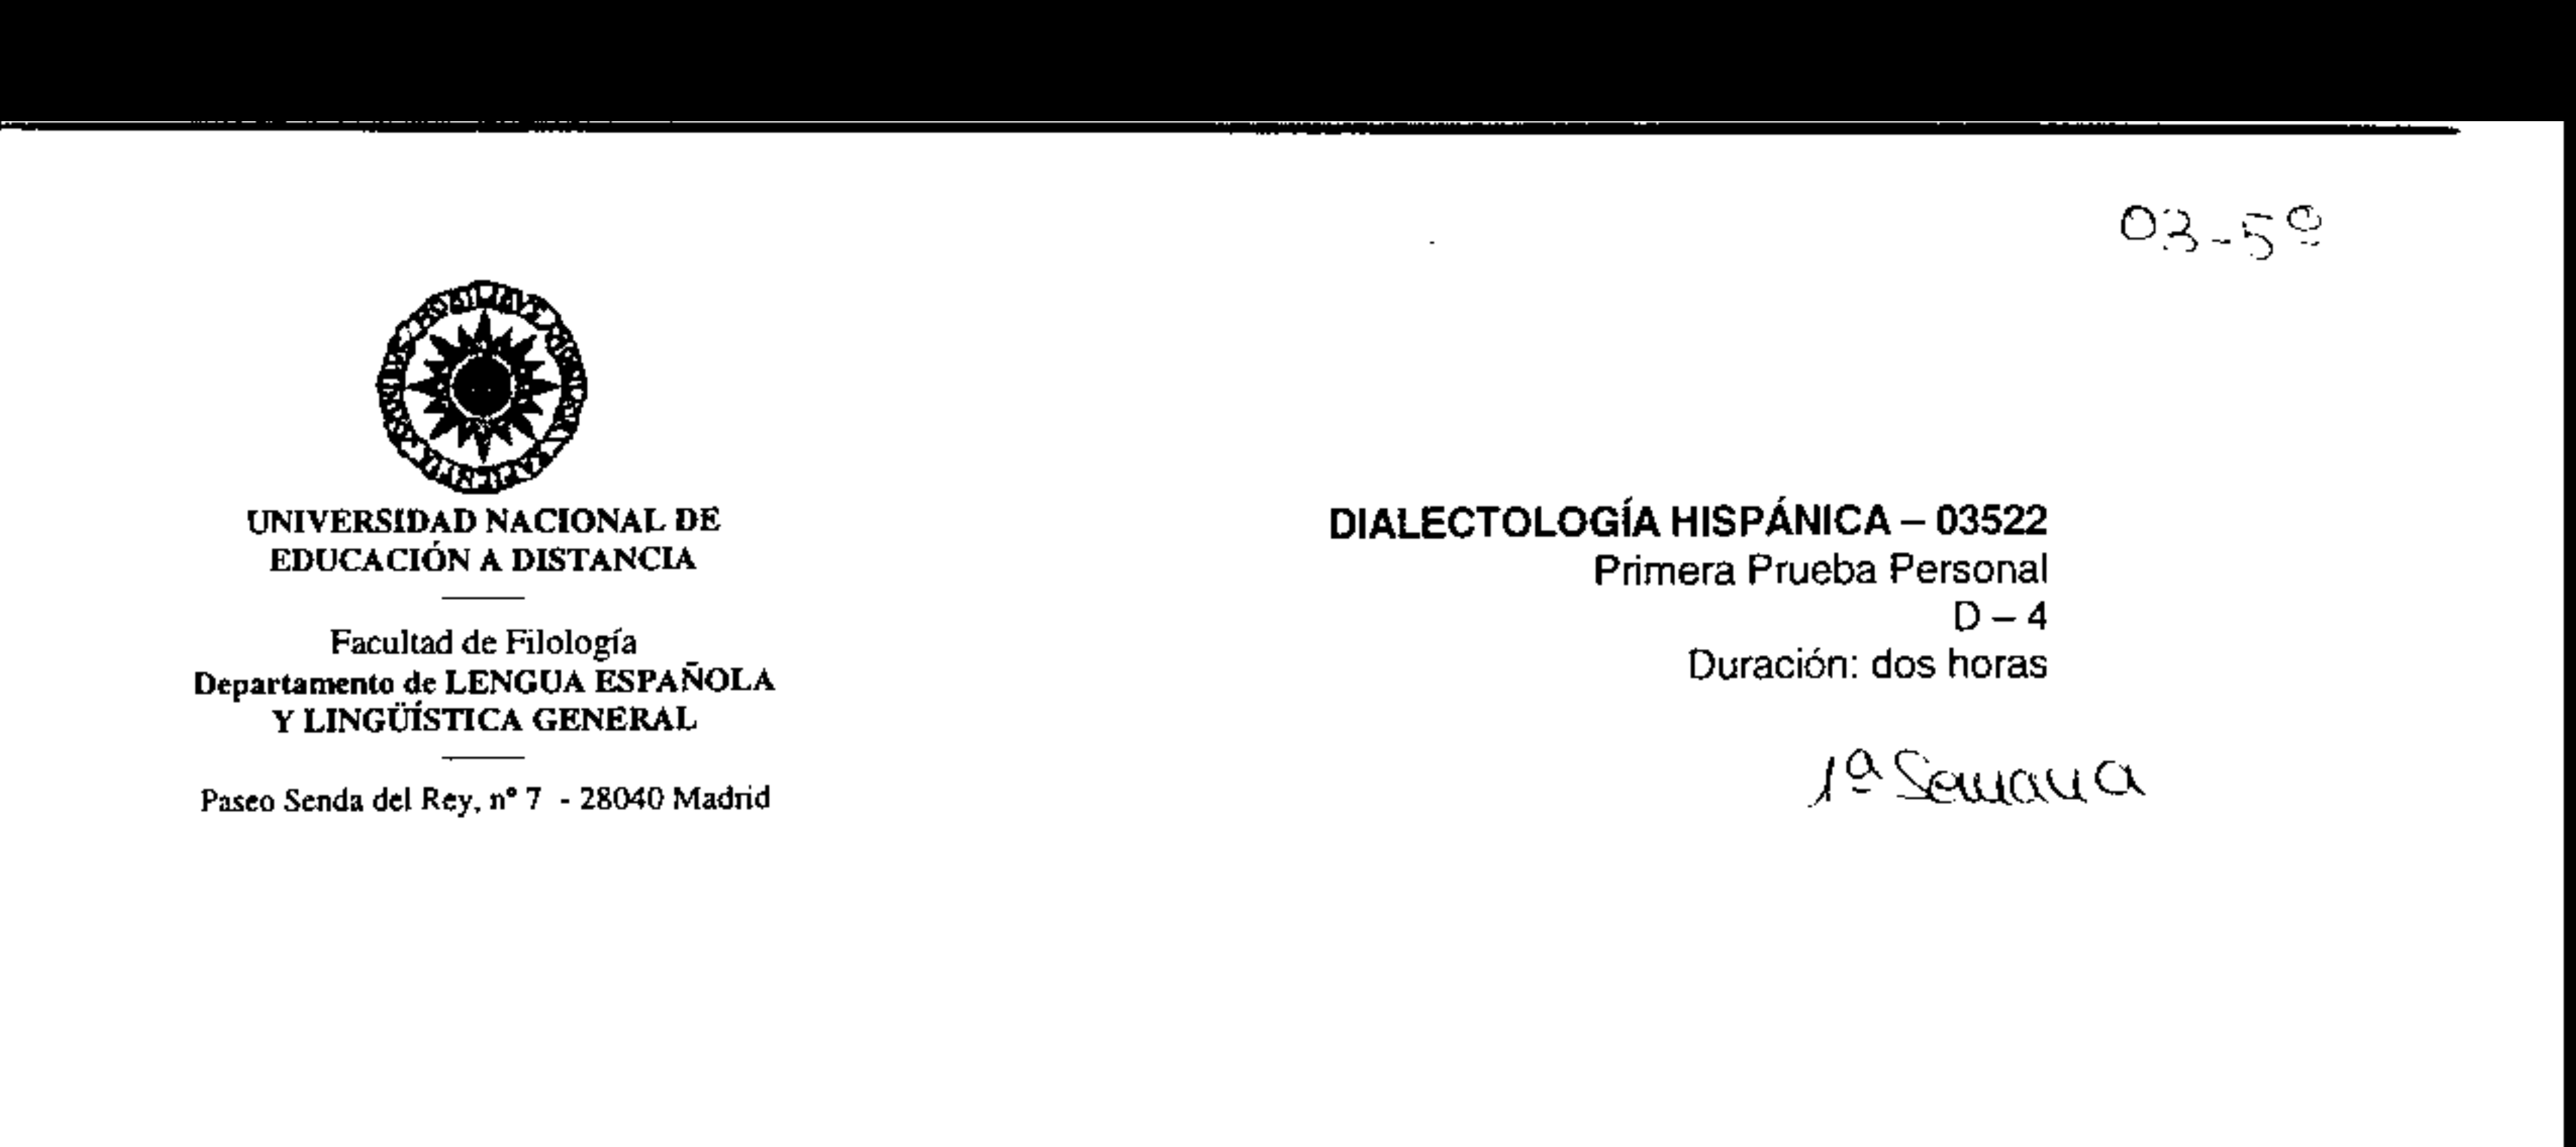 03-5º
UNIVERSIDAD NACIONAL DE
EDUCACIÓN A DISTANCIA
Facultad de Filología
Departamento de LENGUA ESPAÑOLA
Y LINGÜÍSTICA GENERAL
Paseo Senda del Rey, nº 7 - 28040 Madrid
DIALECTOLOGÍA HISPÁNICA – 03522
Primera Prueba Personal
D – 4
Duración: dos horas
1ª Semana